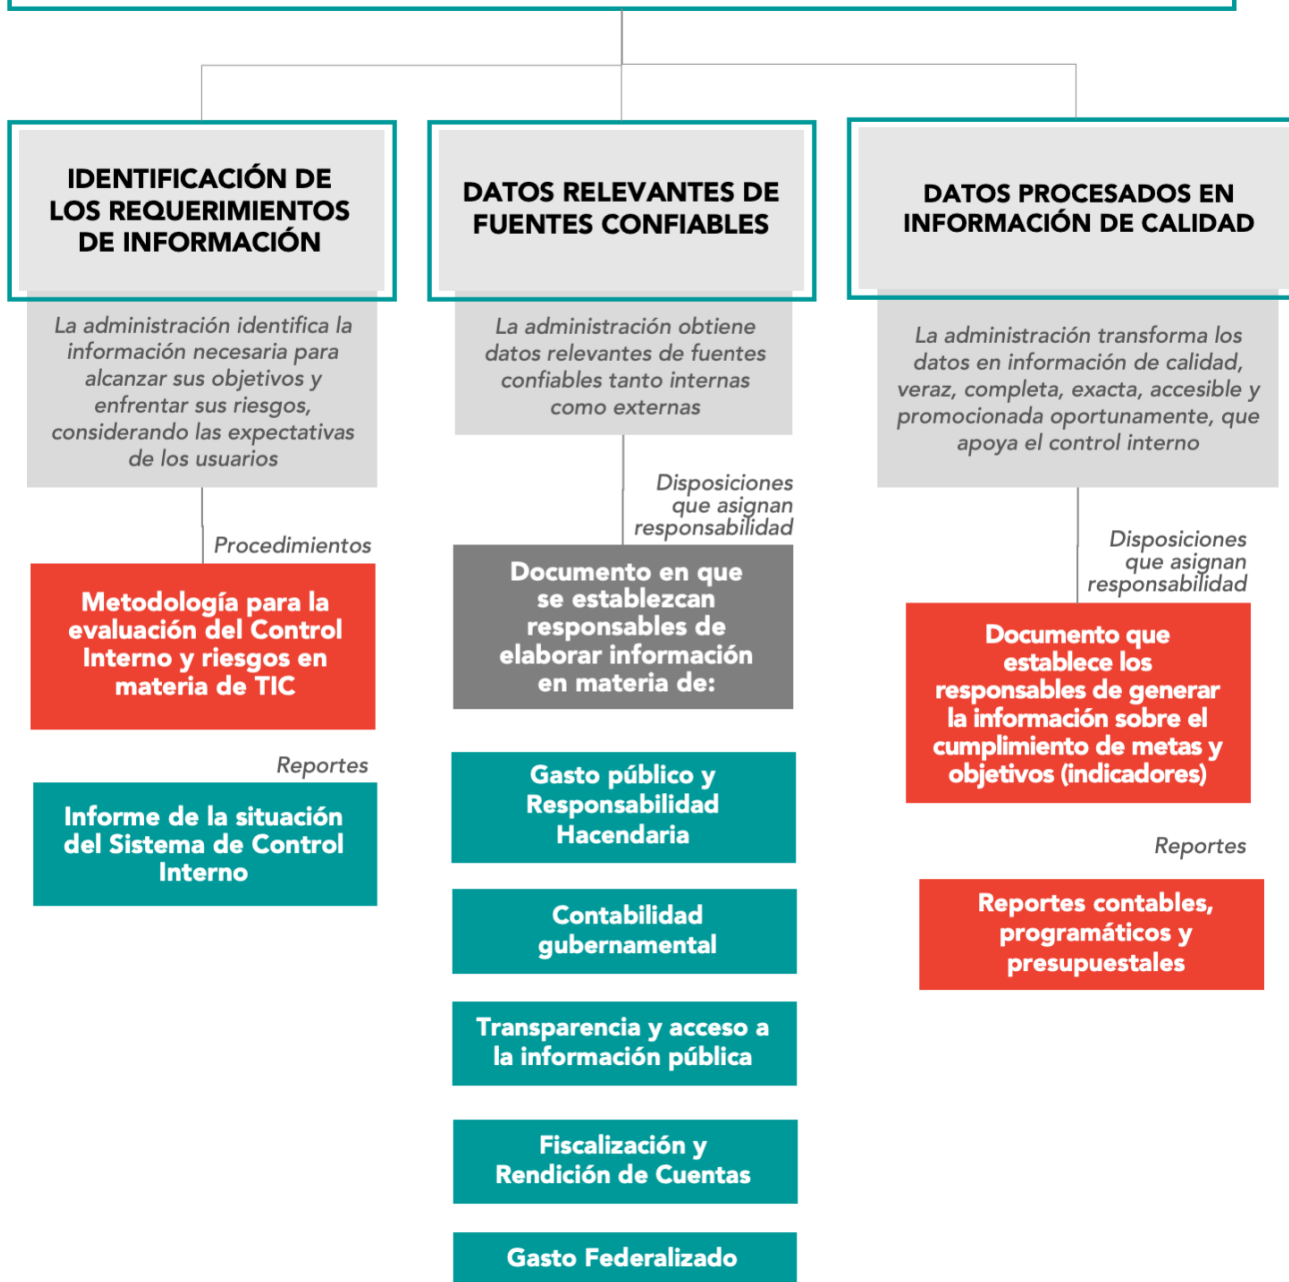 IDENTIFICACIÓN DE
LOS REQUERIMIENTOS
DE INFORMACIÓN
La administración identifica la
información necesaria para
alcanzar sus objetivos y
enfrentar sus riesgos,
considerando las expectativas
de los usuarios
Procedimientos
Metodología para la
evaluación del Control
Interno y riesgos en
materia de TIC
Reportes
Informe de la situación
del Sistema de Control
Interno
DATOS RELEVANTES DE
FUENTES CONFIABLES
La administración obtiene
datos relevantes de fuentes
confiables tanto internas
como externas
Disposiciones
que asignan
responsabilidad
Documento en que
se establezcan
responsables de
elaborar información
en materia de:
Gasto público y
Responsabilidad
Hacendaria
Contabilidad
gubernamental
Transparencia y acceso a
la información pública
Fiscalización y
Rendición de Cuentas
Gasto Federalizado
DATOS PROCESADOS EN
INFORMACIÓN DE CALIDAD
La administración transforma los
datos en información de calidad,
veraz, completa, exacta, accesible y
promocionada oportunamente, que
apoya el control interno
Disposiciones
que asignan
responsabilidad
Documento que
establece los
responsables de generar
la información sobre el
cumplimiento de metas y
objetivos (indicadores)
Reportes
Reportes contables,
programáticos y
presupuestales